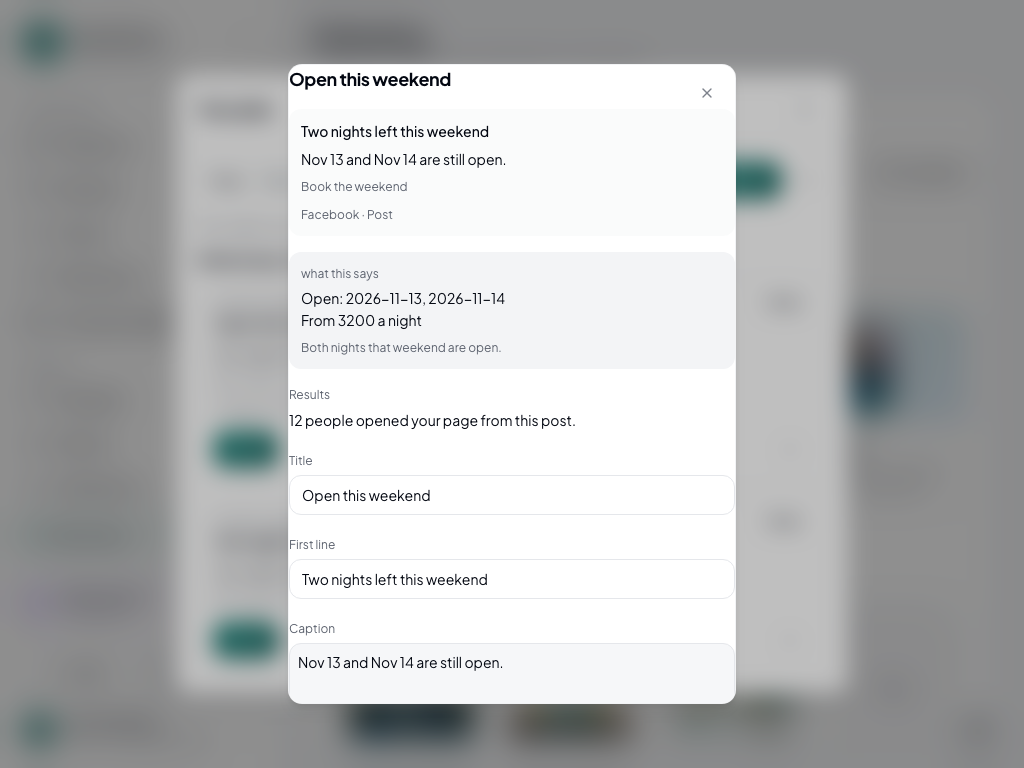 Open this weekend
Two nights left this weekend
Nov 13 and Nov 14 are still open.
Book the weekend
Facebook · Post
what this says
Open: 2026-11-13, 2026-11-14
From 3200 a night
Both nights that weekend are open.
Results
12 people opened your page from this post.
Title
Open this weekend
First line
Two nights left this weekend
Caption
Nov 13 and Nov 14 are still open.